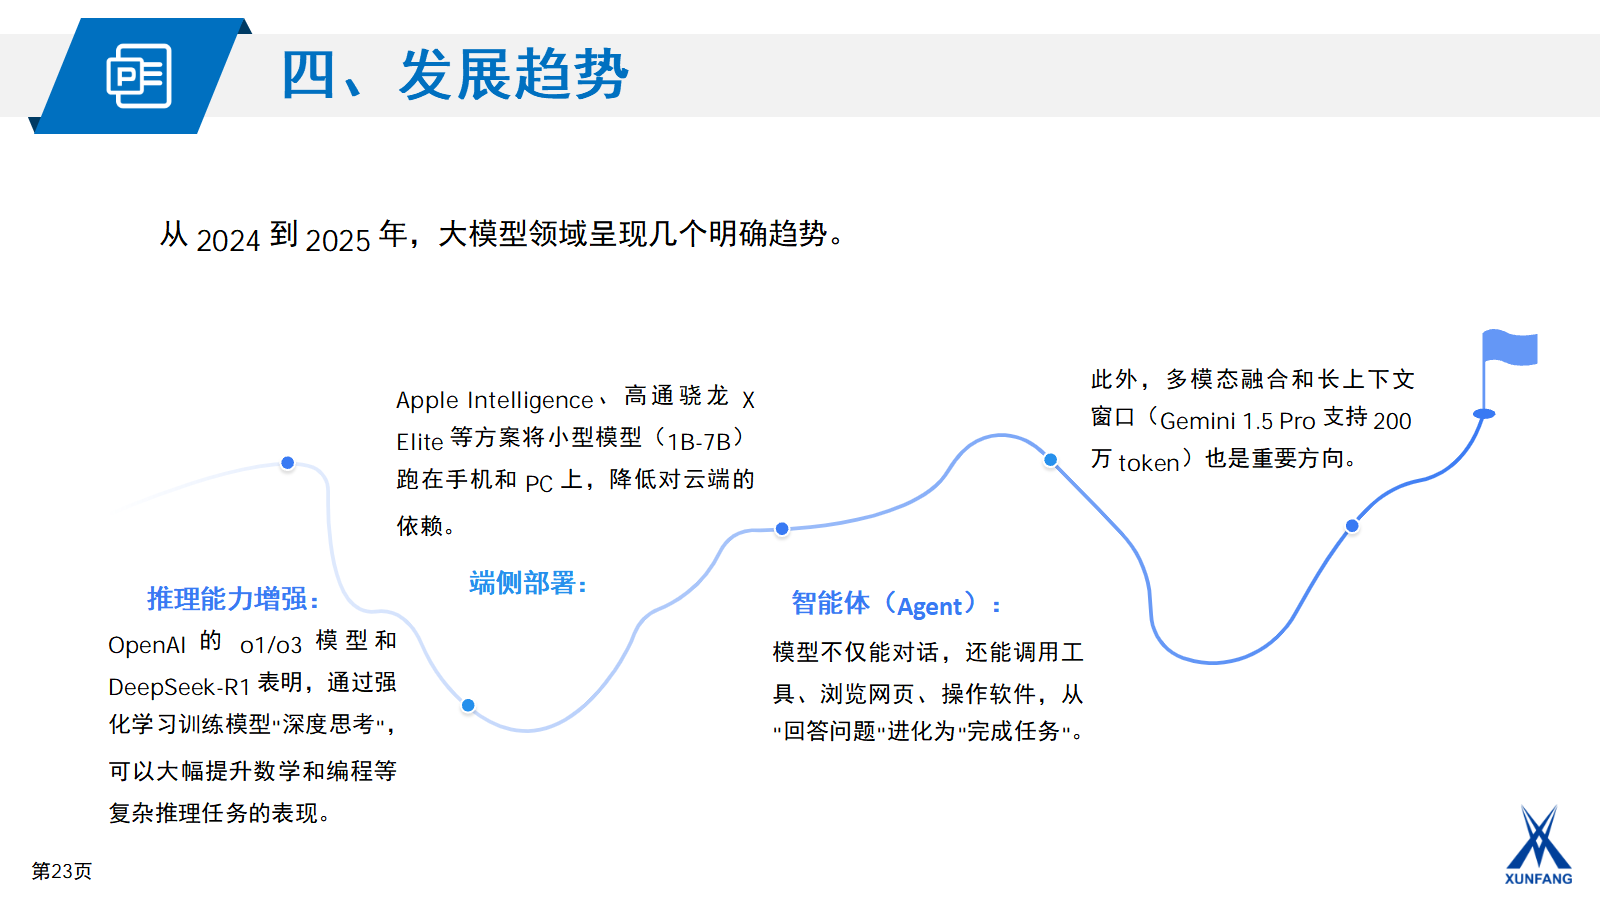 四、发展趋势
从 2024 到 2025 年，大模型领域呈现几个明确趋势。
推理能力增强：
OpenAI 的 o1/o3 模型和
DeepSeek-R1 表明，通过强
化学习训练模型"深度思考"，
可以大幅提升数学和编程等
复杂推理任务的表现。
Apple Intelligence、高通骁龙 X
Elite 等方案将小型模型（1B-7B）
跑在手机和 PC 上，降低对云端的
依赖。
端侧部署：
智能体（Agent）：
模型不仅能对话，还能调用工
具、浏览网页、操作软件，从
"回答问题"进化为"完成任务"。
此外，多模态融合和长上下文
窗口（Gemini 1.5 Pro 支持 200
万 token）也是重要方向。
第23页
XUNFANG